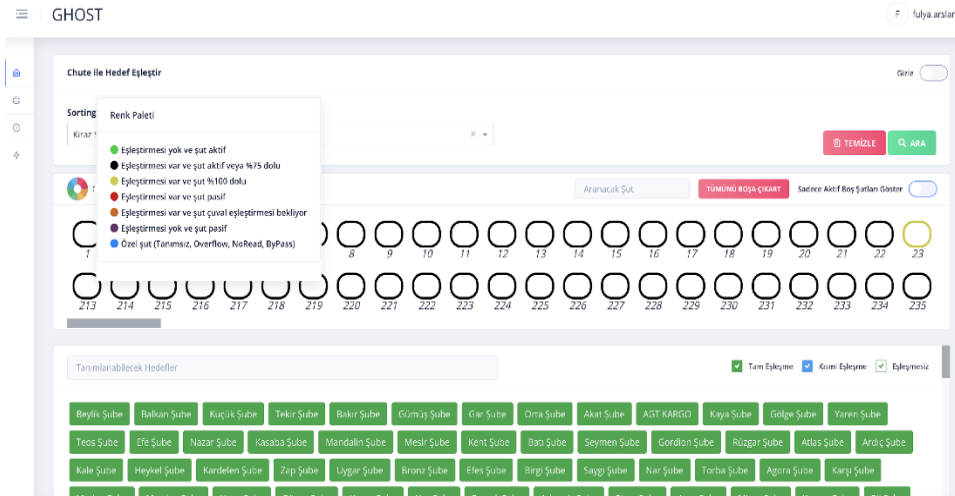 GHOST
F fulya.arslan
Chute ile Hedef Eşleştir
Gizle
Sorting
Kiraz Ş
× 
TEMİZLE
ARA
Renk Paleti
Eşleştirmesi yok ve şut aktif
Eşleştirmesi var ve şut aktif veya %75 dolu
Eşleştirmesi var ve şut %100 dolu
Eşleştirmesi var ve şut pasif
Eşleştirmesi var ve şut çuval eşleştirmesi bekliyor
Eşleştirmesi yok ve şut pasif
Özel şut (Tanımsız, Overflow, NoRead, ByPass)
Aranacak Şut
TÜMÜNÜ BOŞA ÇIKART
Sadece Aktif Boş Şutları Göster
1 8 9 10 11 12 13 14 15 16 17 18 19 20 21 22 23
213 214 215 216 217 218 219 220 221 222 223 224 225 226 227 228 229 230 231 232 233 234 235
Tanımlanabilecek Hedefler
Tam Eşleşme Kısmi Eşleşme Eşleşmesiz
Beylik Şube Balkan Şube Küçük Şube Tekir Şube Bakır Şube Gümüş Şube Gar Şube Orta Şube Akat Şube AGT KARGO Kaya Şube Gölge Şube Yaren Şube
Teos Şube Efe Şube Nazar Şube Kasaba Şube Mandalin Şube Mesir Şube Kent Şube Batı Şube Seymen Şube Gordion Şube Rüzgar Şube Atlas Şube Ardıç Şube
Kale Şube Heykel Şube Kardelen Şube Zap Şube Uygar Şube Bronz Şube Efes Şube Birgi Şube Saygı Şube Nar Şube Torba Şube Agora Şube Karşı Şube